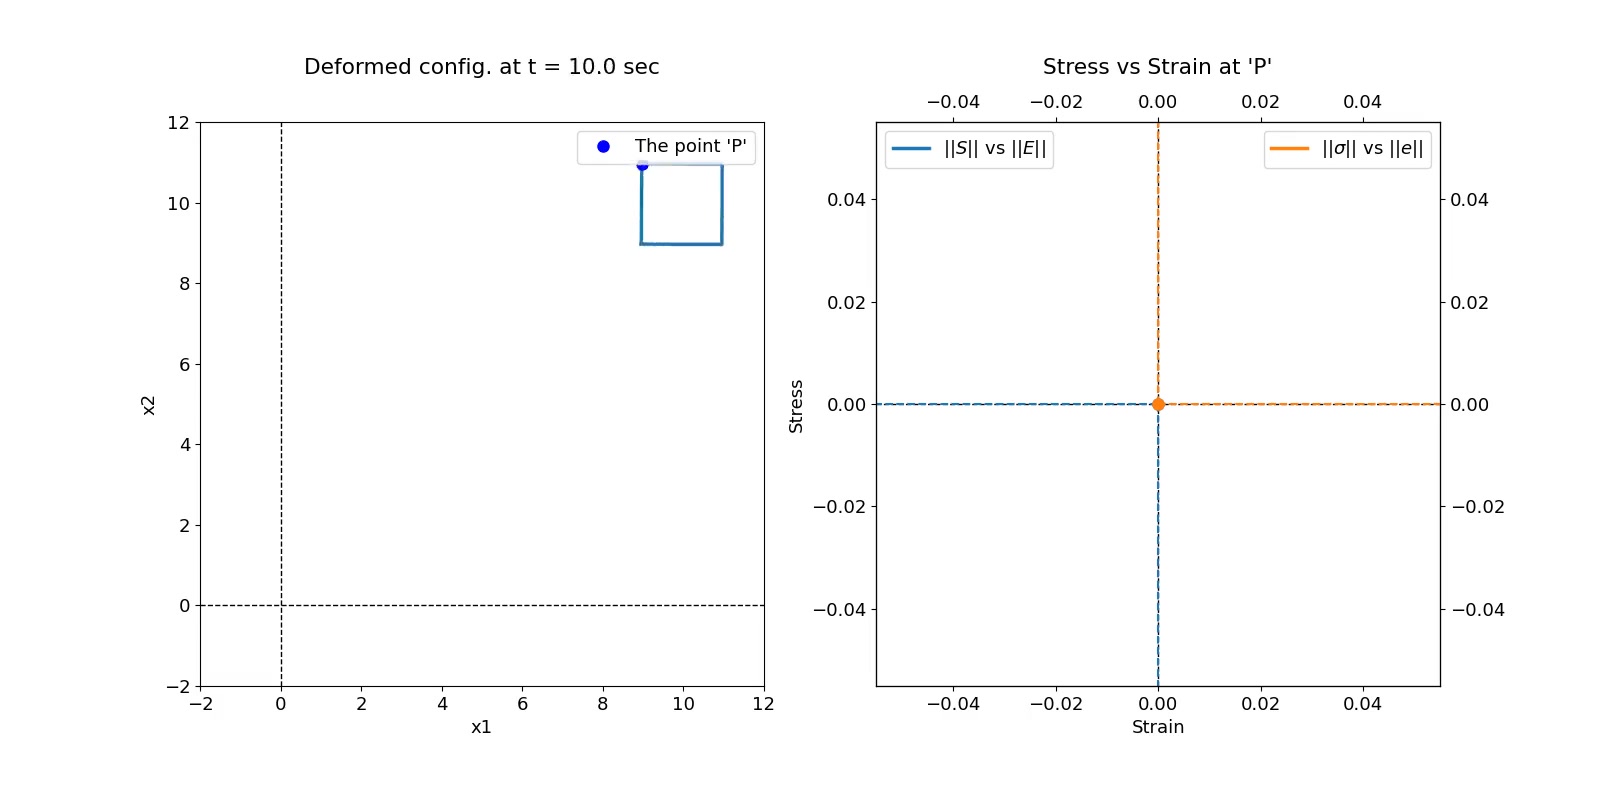 Deformed config. at t = 10.0 sec
12
10
8
6
4
2
0
−2
x2
−2 0 2 4 6 8 10 12
x1
The point 'P'
Stress vs Strain at 'P'
−0.04 −0.02 0.00 0.02 0.04
||S|| vs ||E||
||σ|| vs ||e||
0.04
0.02
0.00
−0.02
−0.04
Stress
0.04
0.02
0.00
−0.02
−0.04
−0.04 −0.02 0.00 0.02 0.04
Strain